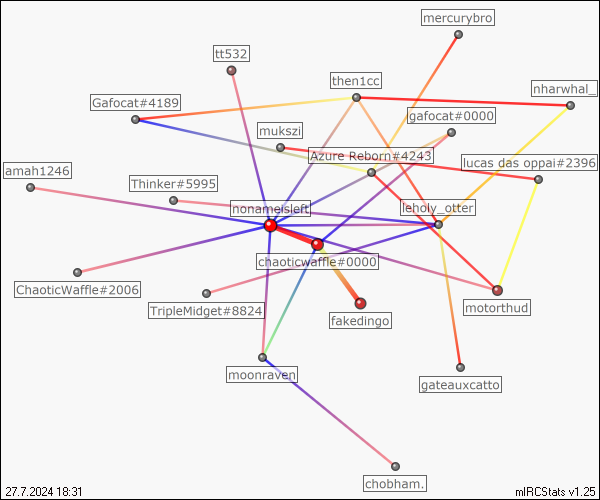 mercurybro
tt532
then1cc
nharwhal_
Gafocat#4189
gafocat#0000
mukszi
Azure Reborn#4243
lucas das oppai#2396
amah1246
Thinker#5995
nonameisleft
leholy_otter
chaoticwaffle#0000
ChaoticWaffle#2006
TripleMidget#8824
motorthud
fakedingo
moonraven
gateauxcatto
chobham.
27.7.2024 18:31
mIRCStats v1.25